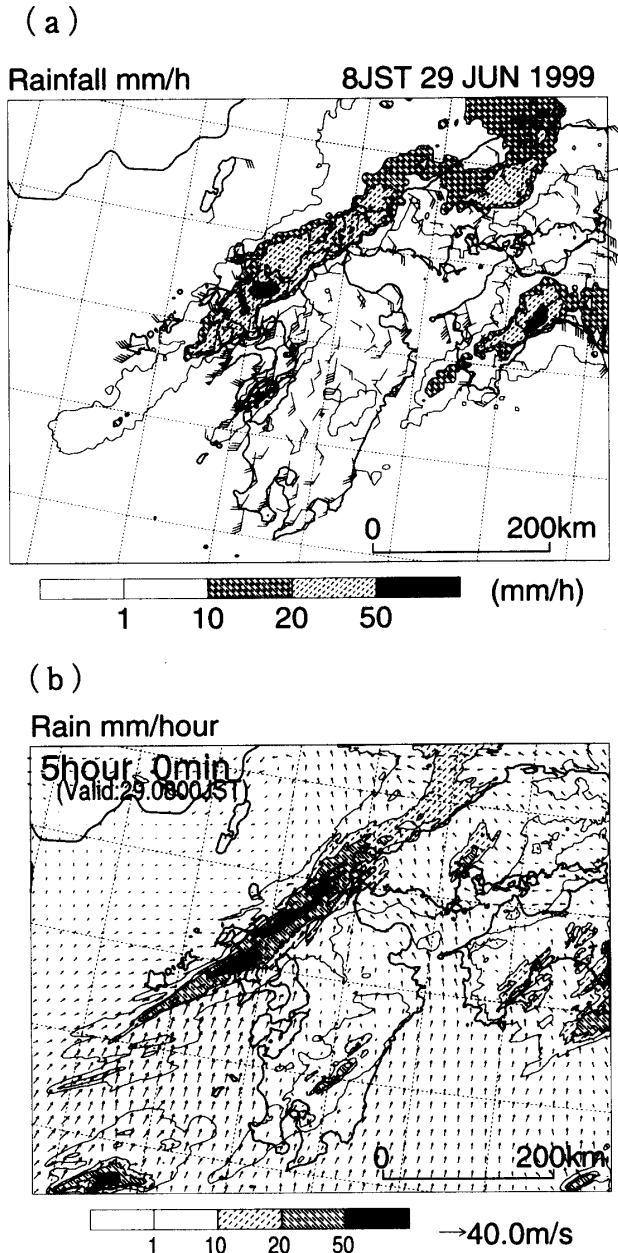 (a)
Rainfall mm/h 8JST 29 JUN 1999
0 200km
1 10 20 50 (mm/h)
(b)
Rain mm/hour
5hour 0min
(Valid:29.0800JST)
0 200km
1 10 20 50 →40.0m/s